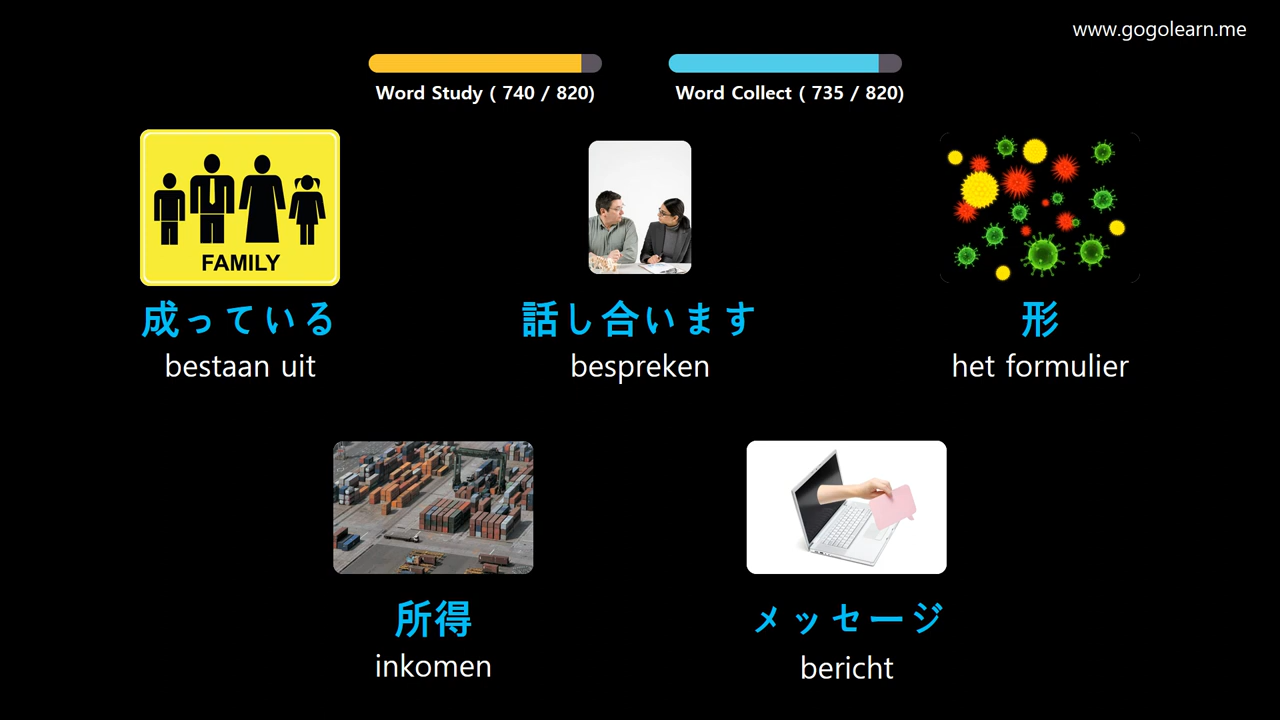 www.gogolearn.me
Word Study ( 740 / 820)
Word Collect ( 735 / 820)
FAMILY
成っている
bestaan uit
話し合います
bespreken
形
het formulier
所得
inkomen
メッセージ
bericht